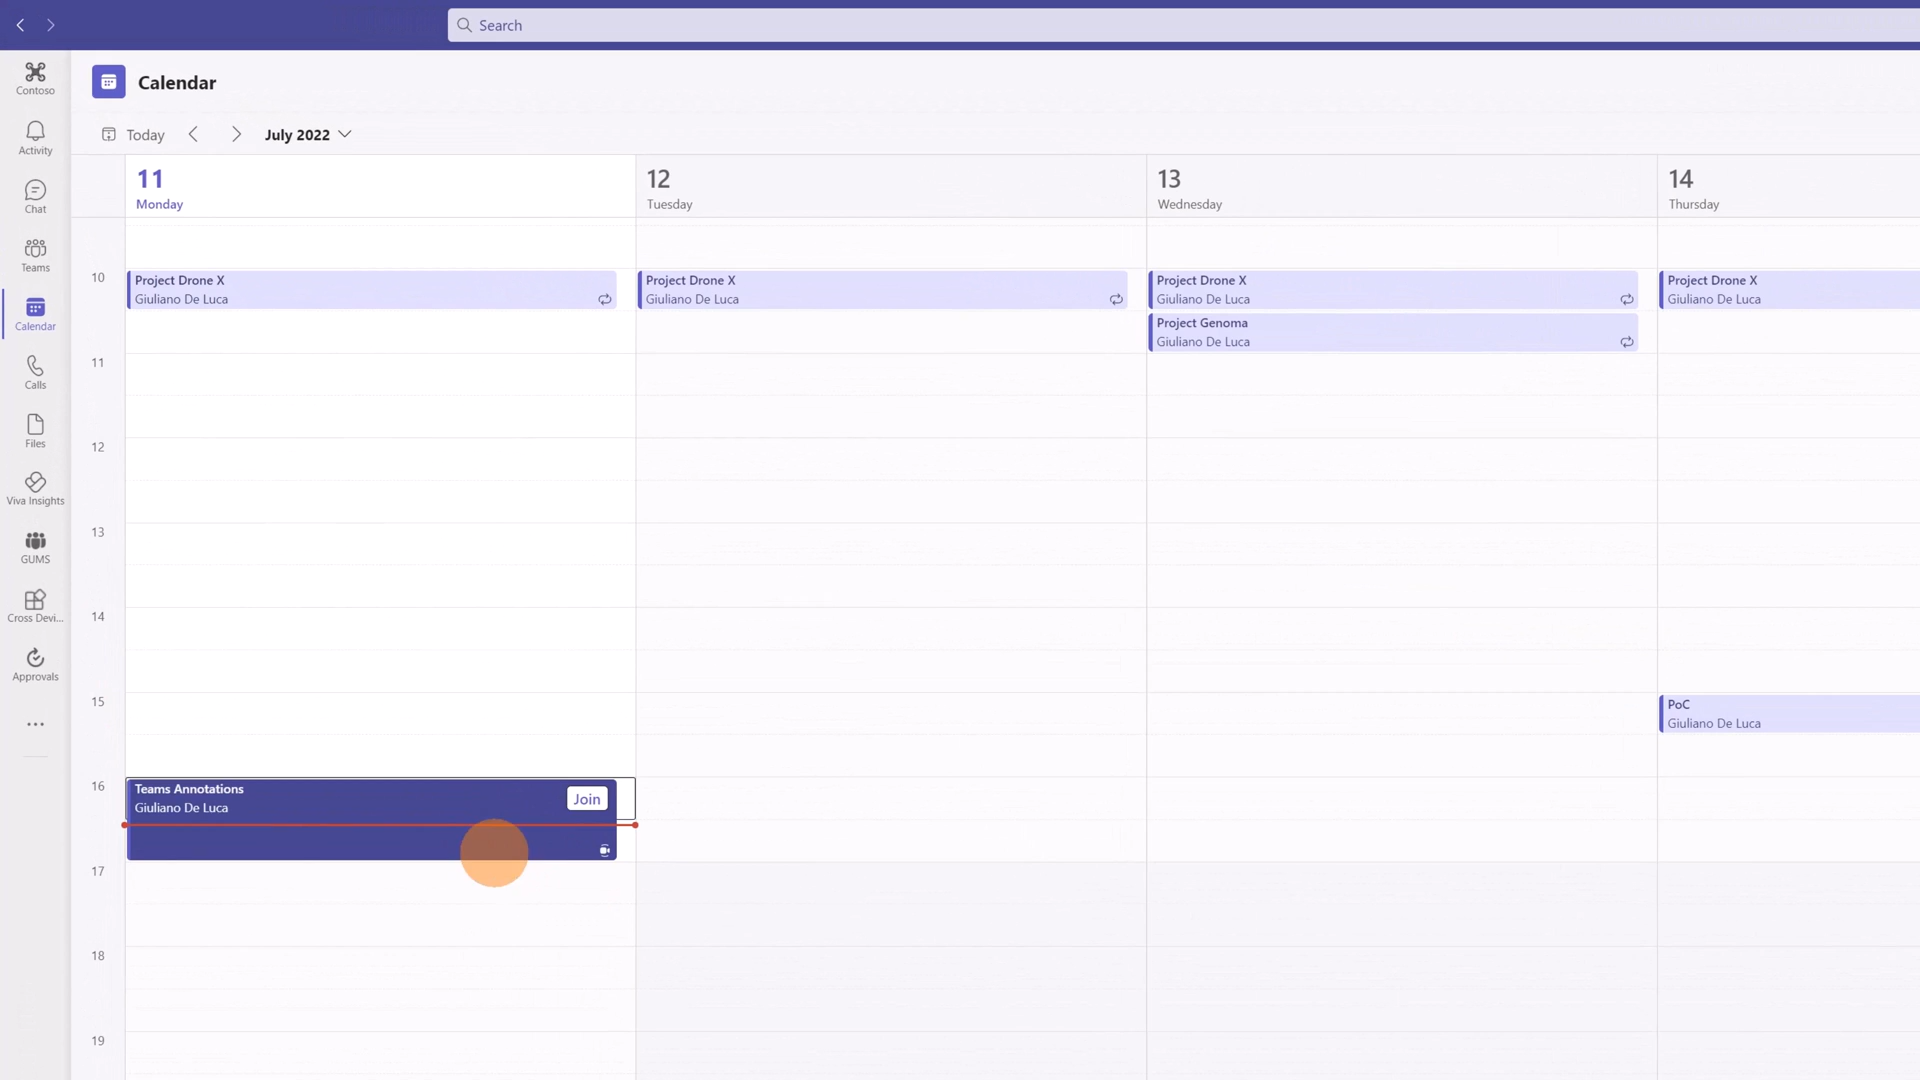 Search
Contoso
Activity
Chat
Teams
Calendar
Calls
Files
Viva Insights
GUMS
Cross Devi...
Approvals
Calendar
Today
July 2022
11
Monday
12
Tuesday
13
Wednesday
14
Thursday
10
Project Drone X
Giuliano De Luca
Project Drone X
Giuliano De Luca
Project Drone X
Giuliano De Luca
Project Genoma
Giuliano De Luca
Project Drone X
Giuliano De Luca
11
12
13
14
15
PoC
Giuliano De Luca
16
Teams Annotations
Giuliano De Luca
Join
17
18
19